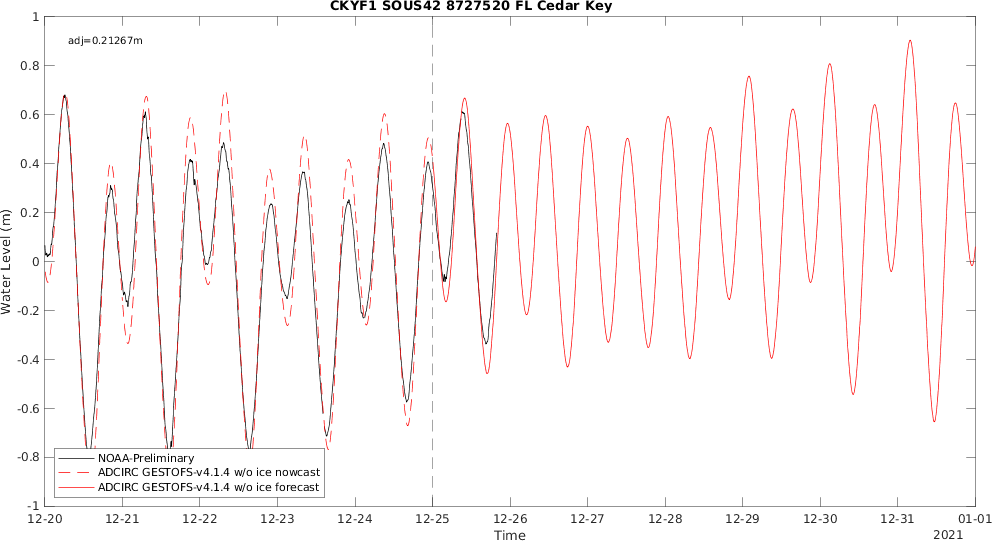 CKYF1 SOUS42 8727520 FL Cedar Key
adj=0.21267m
1
0.8
0.6
0.4
0.2
0
-0.2
-0.4
-0.6
-0.8
-1
Water Level (m)
NOAA-Preliminary
ADCIRC GESTOFS-v4.1.4 w/o ice nowcast
ADCIRC GESTOFS-v4.1.4 w/o ice forecast
12-20 12-21 12-22 12-23 12-24 12-25 12-26 12-27 12-28 12-29 12-30 12-31 01-01
Time
2021